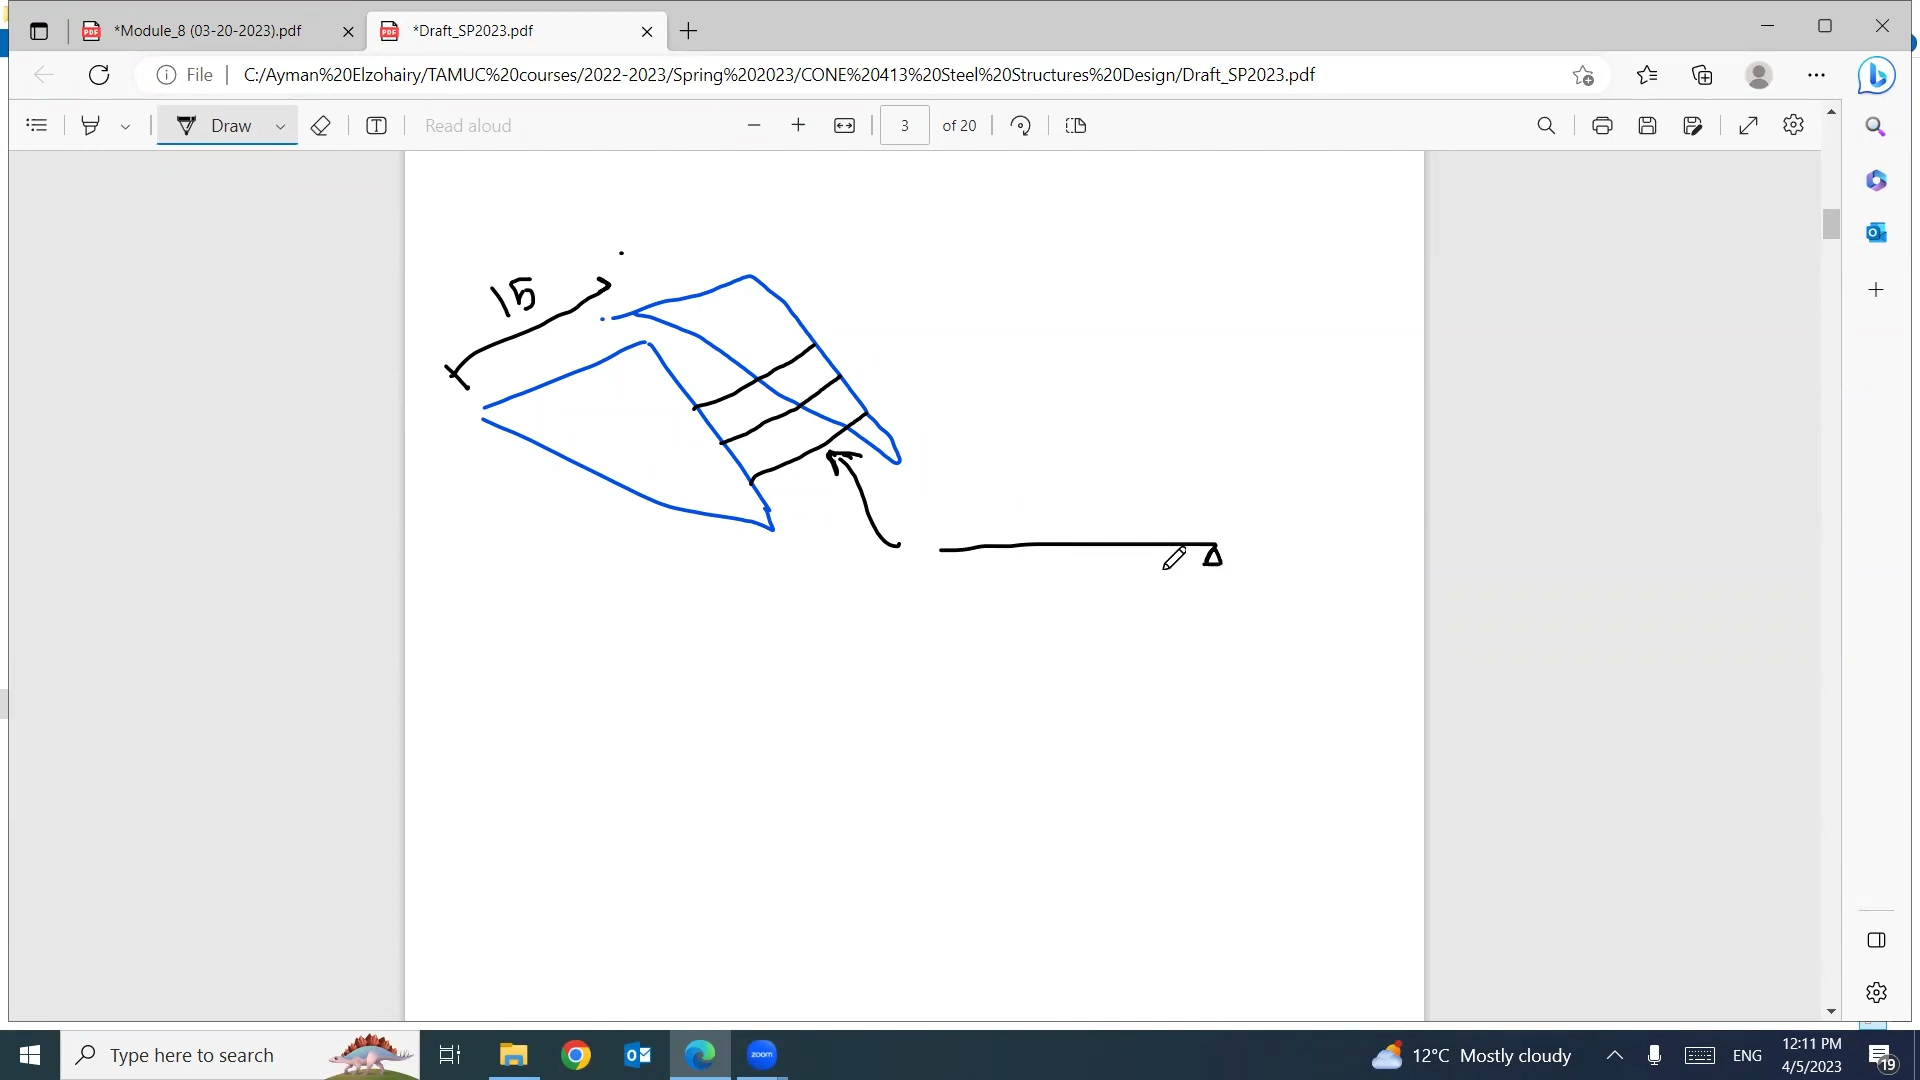 *Module_8 (03-20-2023).pdf
*Draft_SP2023.pdf
File
C:/Ayman%20Elzohairy/TAMUC%20courses/2022-2023/Spring%202023/CONE%20413%20Steel%20Structures%20Design/Draft_SP2023.pdf
Draw
Read aloud
3
of 20
15
Type here to search
zoom
12°C Mostly cloudy
ENG
12:11 PM
4/5/2023
19